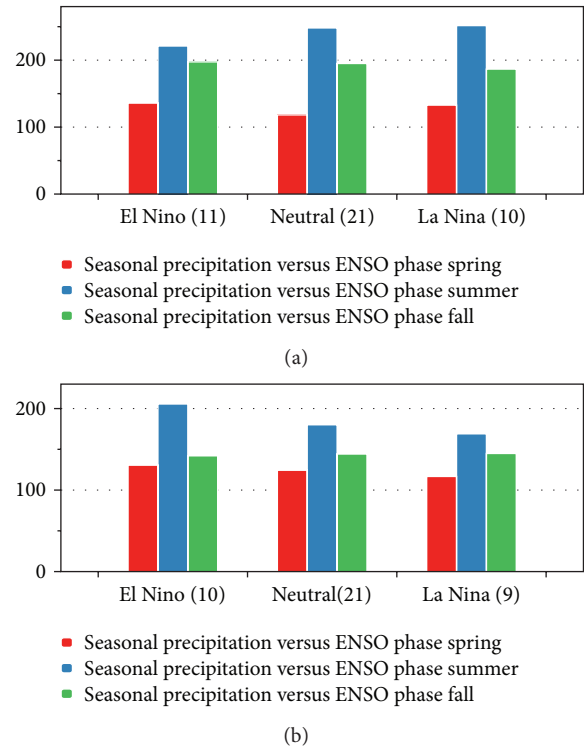 200
100
0
El Nino (11) Neutral (21) La Nina (10)
Seasonal precipitation versus ENSO phase spring
Seasonal precipitation versus ENSO phase summer
Seasonal precipitation versus ENSO phase fall
(a)
200
100
0
El Nino (10) Neutral(21) La Nina (9)
Seasonal precipitation versus ENSO phase spring
Seasonal precipitation versus ENSO phase summer
Seasonal precipitation versus ENSO phase fall
(b)